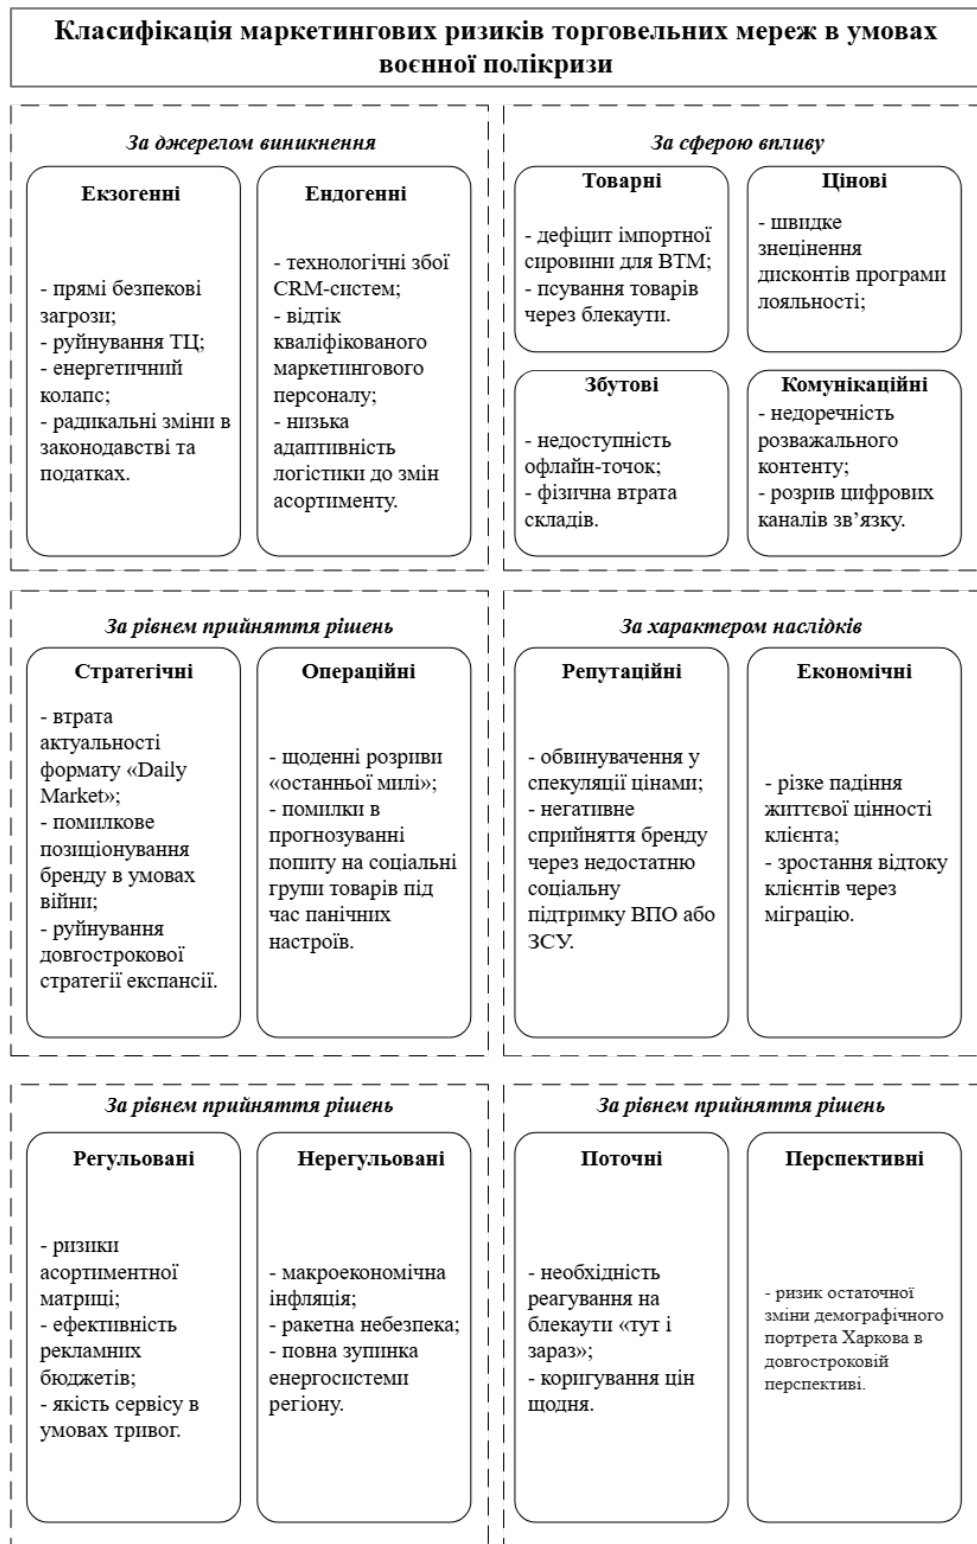 Класифікація маркетингових ризиків торговельних мереж в умовах
воєнної полікризи
За джерелом виникнення
Екзогенні
- прямі безпекові
загрози;
- руйнування ТЦ;
- енергетичний
колапс;
- радикальні зміни в
законодавстві та
податках.
Ендогенні
- технологічні збої
CRM-систем;
- відтік
кваліфікованого
маркетингового
персоналу;
- низька
адаптивність
логістики до змін
асортименту.
За сферою впливу
Товарні
- дефіцит імпортної
сировини для ВТМ;
- псування товарів
через блекаути.
Цінові
- швидке
знецінення
дисконтів програми
лояльності;
Збутові
- недоступність
офлайн-точок;
- фізична втрата
складів.
Комунікаційні
- недоречність
розважального
контенту;
- розрив цифрових
каналів зв’язку.
За рівнем прийняття рішень
Стратегічні
- втрата
актуальності
формату «Daily
Market»;
- помилкове
позиціонування
бренду в умовах
війни;
- руйнування
довгострокової
стратегії експансії.
Операційні
- щоденні розриви
«останньої милі»;
- помилки в
прогнозуванні
попиту на соціальні
групи товарів під
час панічних
настроїв.
За характером наслідків
Репутаційні
- обвинувачення у
спекуляції цінами;
- негативне
сприйняття бренду
через недостатню
соціальну
підтримку ВПО або
ЗСУ.
Економічні
- різке падіння
життєвої цінності
клієнта;
- зростання відтоку
клієнтів через
міграцію.
За рівнем прийняття рішень
Регульовані
- ризики
асортиментної
матриці;
- ефективність
рекламних
бюджетів;
- якість сервісу в
умовах тривог.
Нерегульовані
- макроекономічна
інфляція;
- ракетна небезпека;
- повна зупинка
енергосистеми
регіону.
За рівнем прийняття рішень
Поточні
- необхідність
реагування на
блекаути «тут і
зараз»;
- коригування цін
щодня.
Перспективні
- ризик остаточної
зміни демографічного
портрета Харкова в
довгостроковій
перспективі.